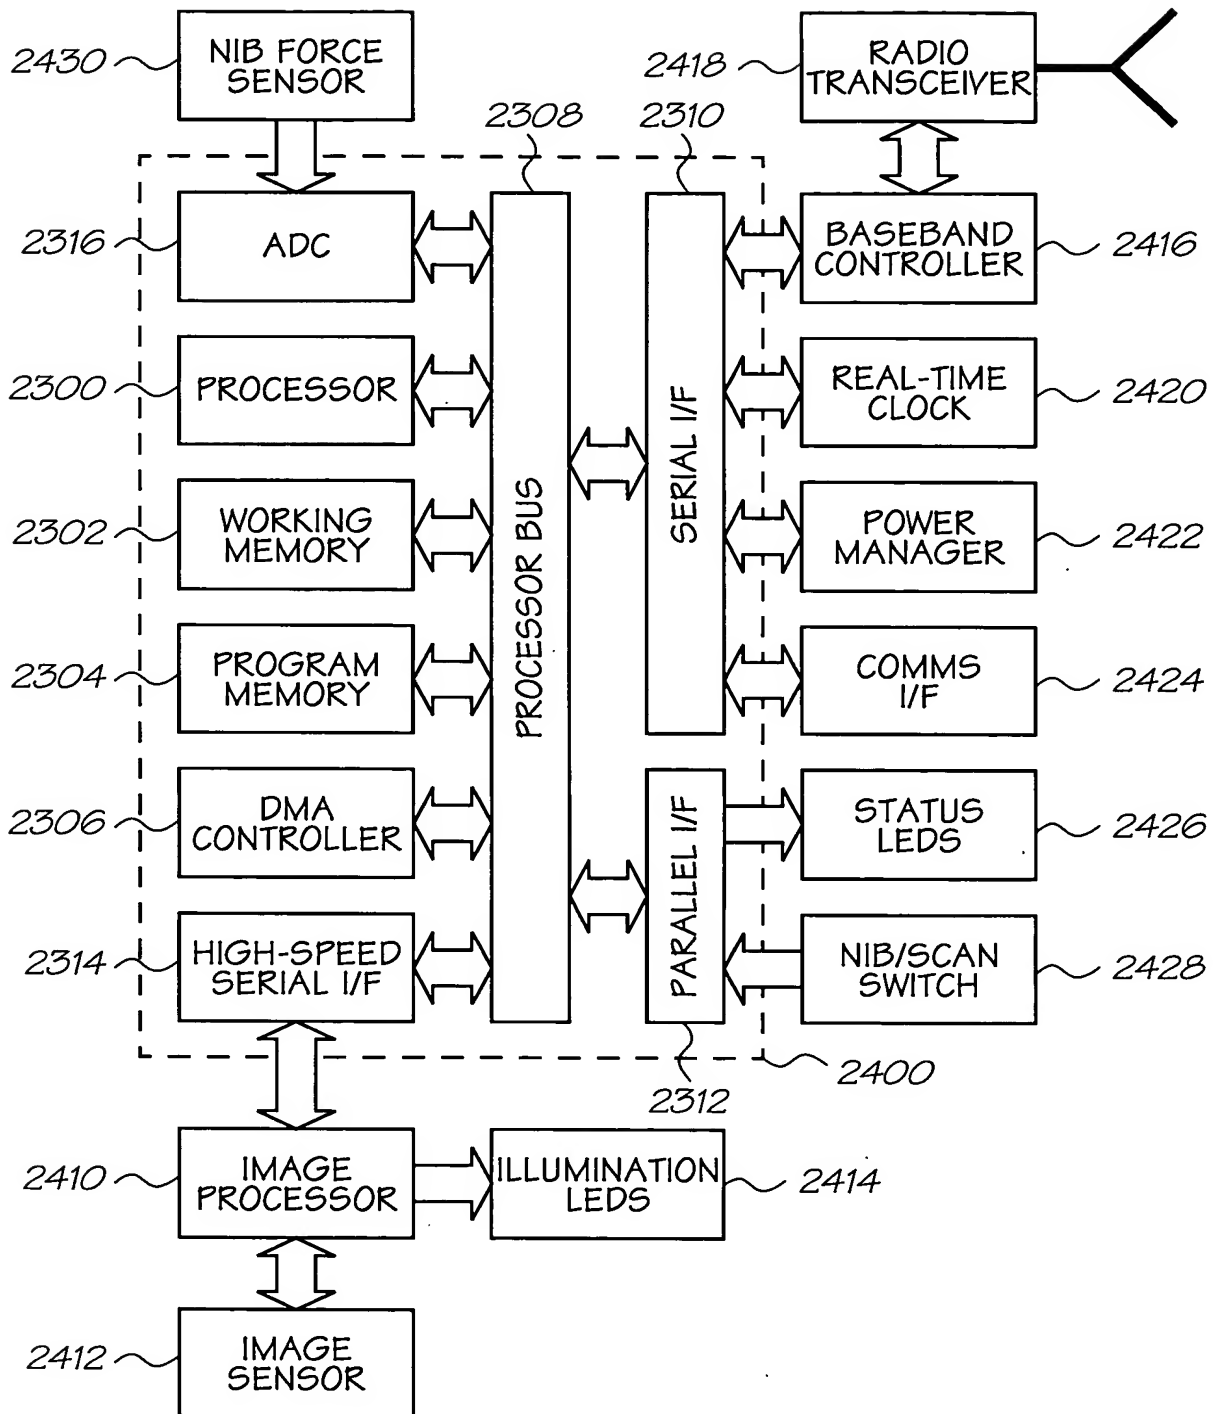 2430
NIB FORCE
SENSOR
2418
RADIO
TRANSCEIVER
2308
2310
2316
ADC
BASEBAND
CONTROLLER
2416
2300
PROCESSOR
REAL-TIME
CLOCK
2420
2302
WORKING
MEMORY
PROCESSOR BUS
SERIAL I/F
POWER
MANAGER
2422
2304
PROGRAM
MEMORY
COMMS
I/F
2424
2306
DMA
CONTROLLER
PARALLEL I/F
STATUS
LEDS
2426
2314
HIGH-SPEED
SERIAL I/F
NIB/SCAN
SWITCH
2428
2400
2312
2410
IMAGE
PROCESSOR
ILLUMINATION
LEDS
2414
2412
IMAGE
SENSOR